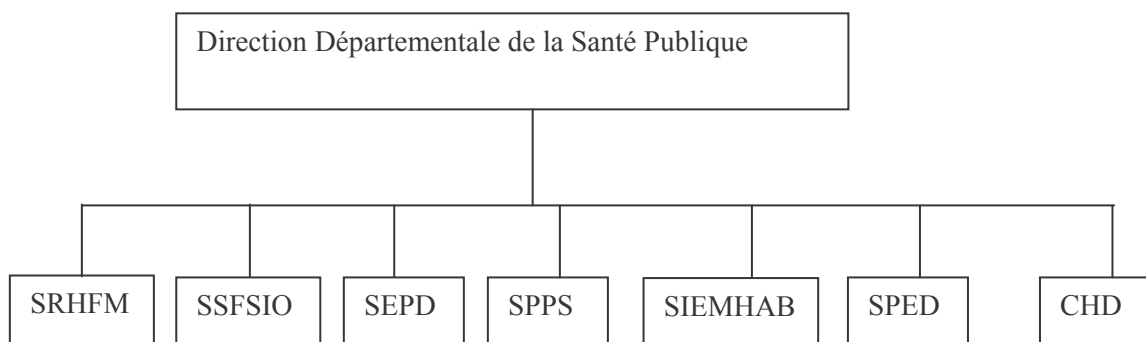 Direction Départementale de la Santé Publique
SRHFM SSFSIO SEPD SPPS SIEMHAB SPED CHD